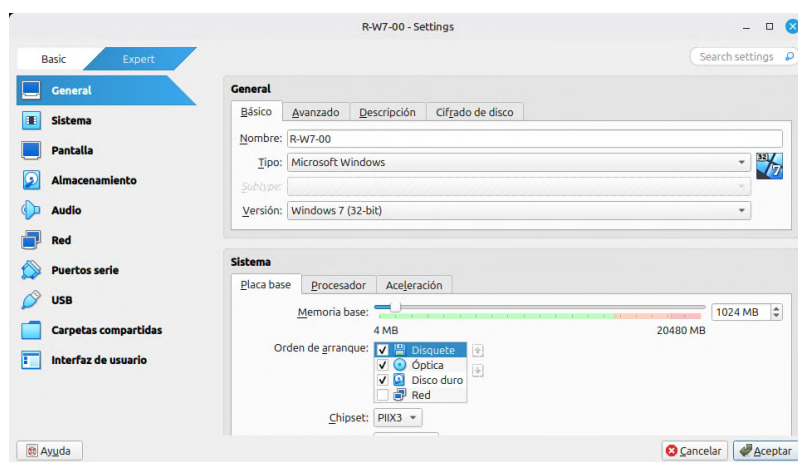 R-W7-00 - Settings
Basic
Expert
Search settings
General
Sistema
Pantalla
Almacenamiento
Audio
Red
Puertos serie
USB
Carpetas compartidas
Interfaz de usuario
General
Básico Avanzado Descripción Cifrado de disco
Nombre: R-W7-00
Tipo: Microsoft Windows
32
7
Subtype:
Versión: Windows 7 (32-bit)
Sistema
Placa base Procesador Aceleración
Memoria base: 1024 MB
4 MB 20480 MB
Orden de arranque: Disquete
Óptica
Disco duro
Red
Chipset: PIIX3
Ayuda
Cancelar
Aceptar